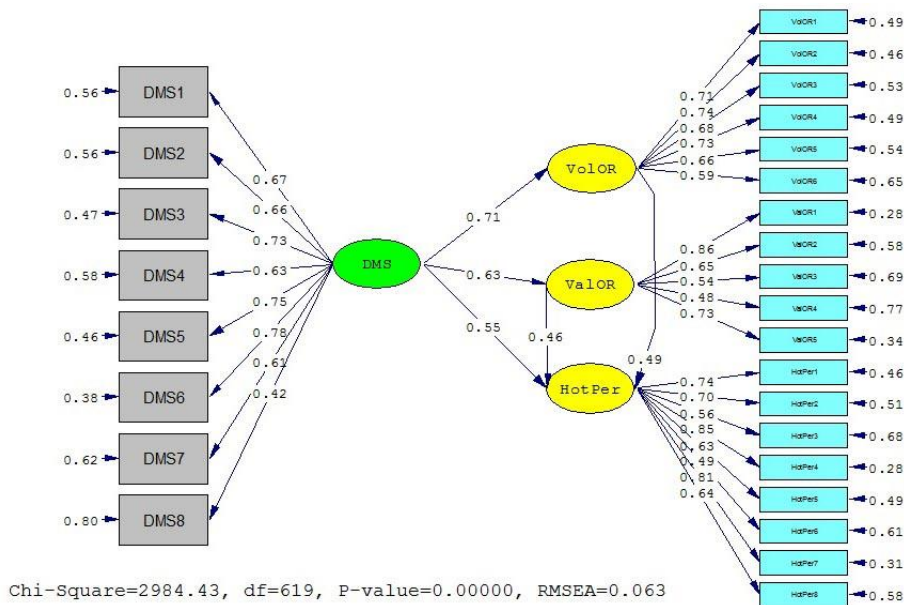 0.56 DMS1
0.56 DMS2
0.47 DMS3
0.58 DMS4
0.46 DMS5
0.38 DMS6
0.62 DMS7
0.80 DMS8
0.67
0.66
0.73
0.63
0.75
0.78
0.61
0.42
DMS
0.71
0.63
0.55
VolOR
ValOR
0.46
0.49
HotPer
0.71
0.74
0.68
0.73
0.66
0.59
0.86
0.65
0.54
0.48
0.73
0.74
0.70
0.56
0.85
0.63
0.49
0.81
0.64
VolOR1 0.49
VolOR2 0.46
VolOR3 0.53
VolOR4 0.49
VolOR5 0.54
VolOR6 0.65
ValOR1 0.28
ValOR2 0.58
ValOR3 0.69
ValOR4 0.77
ValOR5 0.34
HotPer1 0.46
HotPer2 0.51
HotPer3 0.68
HotPer4 0.28
HotPer5 0.49
HotPer6 0.61
HotPer7 0.31
HotPer8 0.58
Chi-Square=2984.43, df=619, P-value=0.00000, RMSEA=0.063